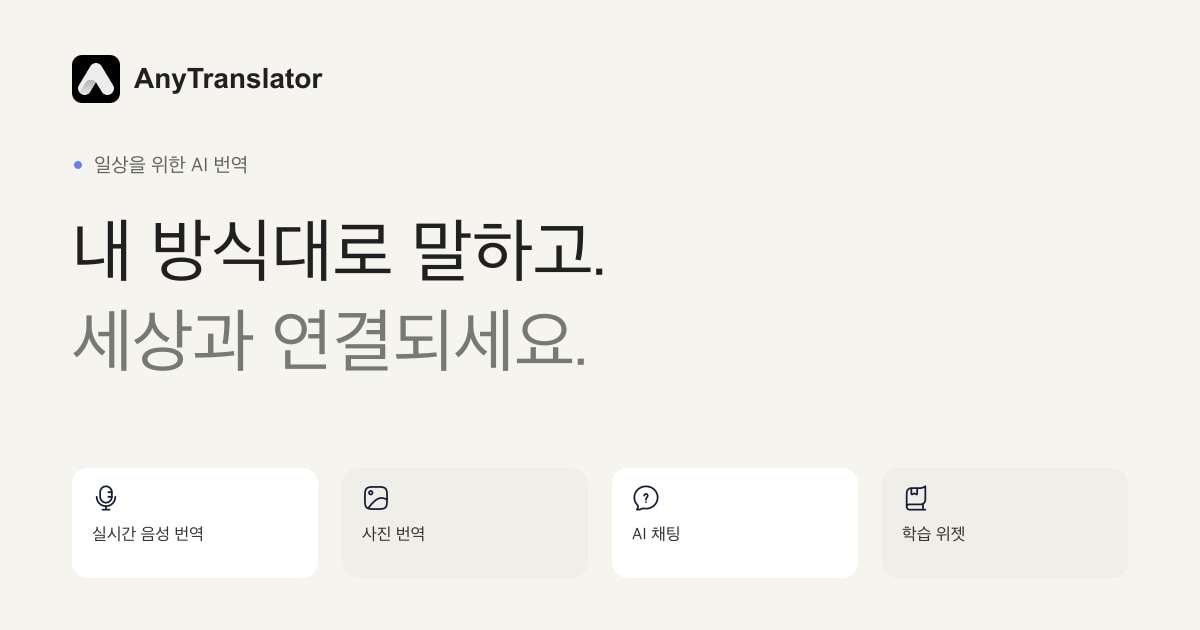 AnyTranslator
일상을 위한 AI 번역
내 방식대로 말하고.
세상과 연결되세요.
실시간 음성 번역
사진 번역
AI 채팅
학습 위젯